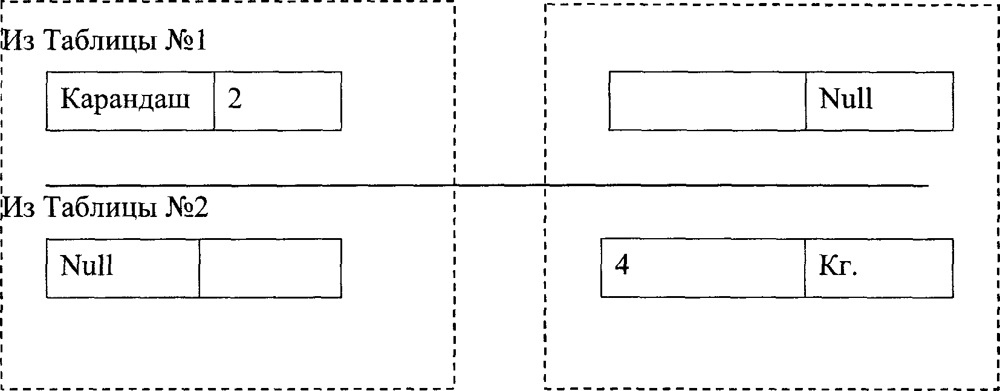 Из Таблицы №1
Карандаш 2 Null
Из Таблицы №2
Null 4 Кг.